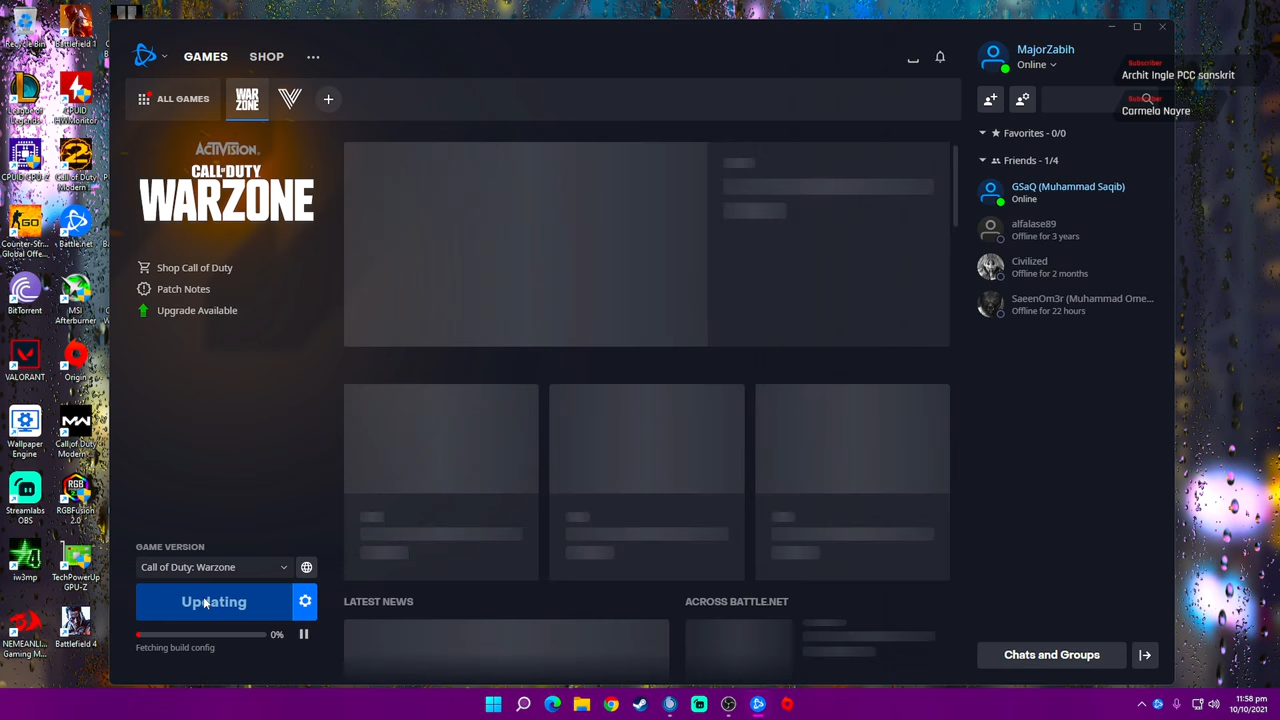 Recycle Bin
Battlefield 1
League of
Legends
CPUID
HWMonitor
CPUID CPU-Z
Call of Duty
Modern
Counter-Str...
Global Offe...
Battle.net
BitTorrent
MSI
Afterburner
VALORANT
Origin
Wallpaper
Engine
Call of Duty
Modern...
Streamlabs
OBS
RGBFusion
2.0
iw3mp
TechPowerUp
GPU-Z
NEMEANLI...
Gaming M...
Battlefield 4
GAMES
SHOP
ALL GAMES
WAR
ZONE
ACTIVISION
CALL OF DUTY
WARZONE
Shop Call of Duty
Patch Notes
Upgrade Available
GAME VERSION
Call of Duty: Warzone
Updating
0%
Fetching build config
LATEST NEWS
ACROSS BATTLE.NET
MajorZabih
Online
Subscriber
Archit Ingle PCC sanskrit
Subscriber
Carmela Nayre
Favorites - 0/0
Friends - 1/4
GSaQ (Muhammad Saqib)
Online
alfalase89
Offline for 3 years
Civilized
Offline for 2 months
SaeenOm3r (Muhammad Ome...
Offline for 22 hours
Chats and Groups
11:58 pm
10/10/2021